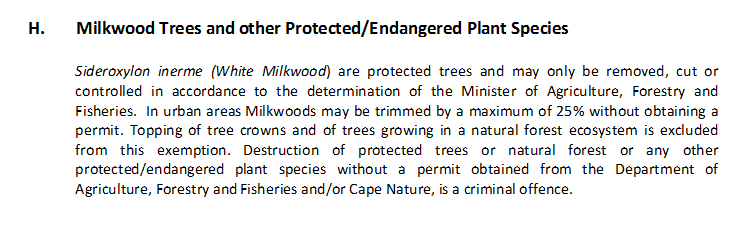 H. Milkwood Trees and other Protected/Endangered Plant Species
Sideroxylon inerme (White Milkwood) are protected trees and may only be removed, cut or
controlled in accordance to the determination of the Minister of Agriculture, Forestry and
Fisheries. In urban areas Milkwoods may be trimmed by a maximum of 25% without obtaining a
permit. Topping of tree crowns and of trees growing in a natural forest ecosystem is excluded
from this exemption. Destruction of protected trees or natural forest or any other
protected/endangered plant species without a permit obtained from the Department of
Agriculture, Forestry and Fisheries and/or Cape Nature, is a criminal offence.